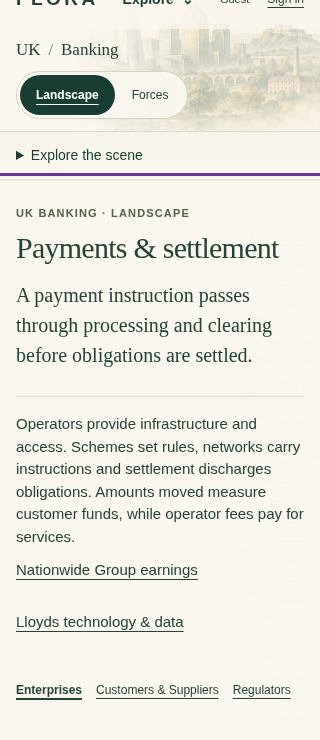 FLORA Explore Guest Sign in
UK / Banking
Landscape Forces
Explore the scene
UK BANKING · LANDSCAPE
Payments & settlement
A payment instruction passes
through processing and clearing
before obligations are settled.
Operators provide infrastructure and
access. Schemes set rules, networks carry
instructions and settlement discharges
obligations. Amounts moved measure
customer funds, while operator fees pay for
services.
Nationwide Group earnings
Lloyds technology & data
Enterprises Customers & Suppliers Regulators